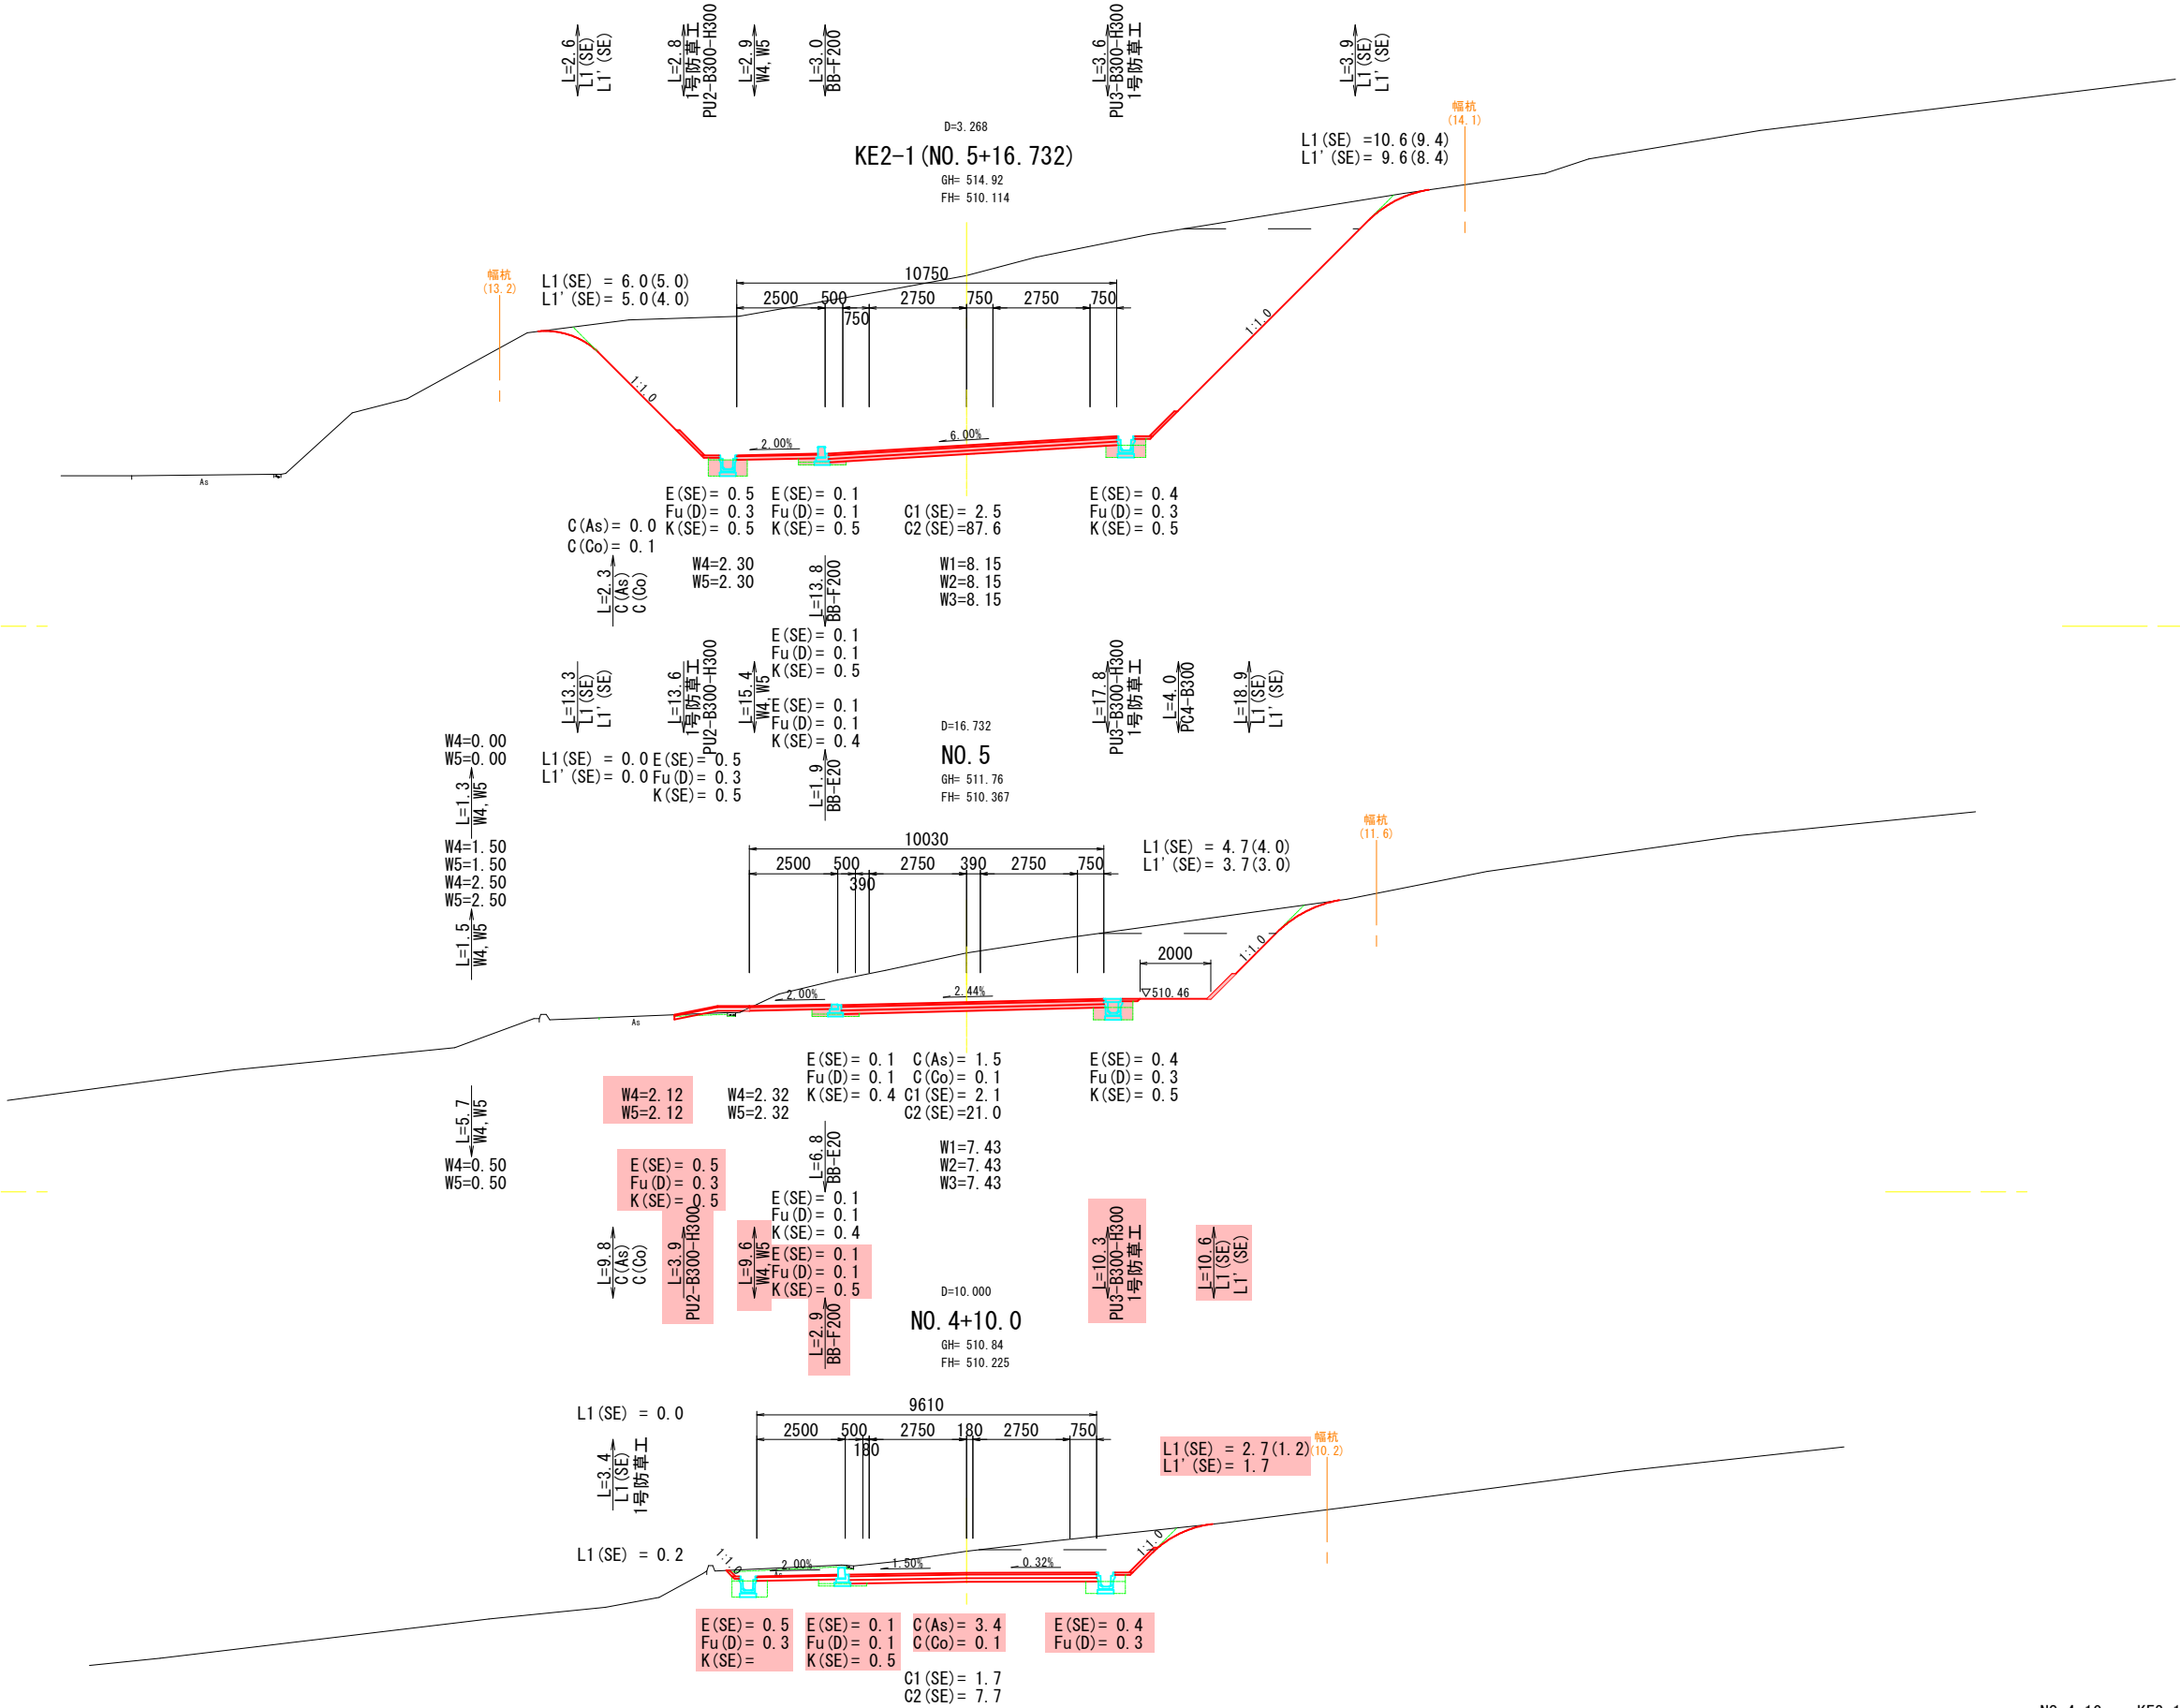 L=2.6
L1(SE)
L1'(SE)
L=2.8
1号防草工
PU2-B300-H300
L=2.9
W4,W5
L=3.0
BB-F200
L=3.6
PU3-B300-H300
1号防草工
L=3.9
L1(SE)
L1'(SE)
D=3.268
KE2-1(NO.5+16.732)
GH= 514.92
FH= 510.114
幅杭
(14.1)
L1(SE) =10.6(9.4)
L1'(SE)= 9.6(8.4)
幅杭
(13.2)
L1(SE) = 6.0(5.0)
L1'(SE)= 5.0(4.0)
10750
2500 500 2750 750 2750 750
750
1:1.0
1:1.0
2.00%
6.00%
As
E(SE)= 0.5
Fu(D)= 0.3
K(SE)= 0.5
E(SE)= 0.1
Fu(D)= 0.1
K(SE)= 0.5
C1(SE)= 2.5
C2(SE)=87.6
E(SE)= 0.4
Fu(D)= 0.3
K(SE)= 0.5
C(As)= 0.0
C(Co)= 0.1
L=2.3
C(As)
C(Co)
W4=2.30
W5=2.30
L=13.8
BB-F200
W1=8.15
W2=8.15
W3=8.15
E(SE)= 0.1
Fu(D)= 0.1
K(SE)= 0.5
L=13.3
L1(SE)
L1'(SE)
L=13.6
1号防草工
PU2-B300-H300
L=15.4
W4,W5
E(SE)= 0.1
Fu(D)= 0.1
K(SE)= 0.4
L=17.8
PU3-B300-H300
1号防草工
L=4.0
PC4-B300
L=18.9
L1(SE)
L1'(SE)
D=16.732
NO.5
GH= 511.76
FH= 510.367
W4=0.00
W5=0.00
L1(SE) = 0.0
L1'(SE)= 0.0
E(SE)= 0.5
Fu(D)= 0.3
K(SE)= 0.5
L=1.9
BB-E20
L=1.3
W4,W5
W4=1.50
W5=1.50
W4=2.50
W5=2.50
L=1.5
W4,W5
幅杭
(11.6)
L1(SE) = 4.7(4.0)
L1'(SE)= 3.7(3.0)
10030
2500 500 2750 390 2750 750
390
2000
1:1.0
▽510.46
2.00%
2.44%
As
E(SE)= 0.1
Fu(D)= 0.1
K(SE)= 0.4
C(As)= 1.5
C(Co)= 0.1
C1(SE)= 2.1
C2(SE)=21.0
E(SE)= 0.4
Fu(D)= 0.3
K(SE)= 0.5
W4=2.12
W5=2.12
W4=2.32
W5=2.32
L=5.7
W4,W5
W4=0.50
W5=0.50
E(SE)= 0.5
Fu(D)= 0.3
K(SE)= 0.5
L=6.8
BB-E20
W1=7.43
W2=7.43
W3=7.43
E(SE)= 0.1
Fu(D)= 0.1
K(SE)= 0.4
L=9.8
C(As)
C(Co)
L=3.9
PU2-B300-H300
L=9.6
W4,W5
E(SE)= 0.1
Fu(D)= 0.1
K(SE)= 0.5
L=2.9
BB-F200
L=10.3
PU3-B300-H300
1号防草工
L=10.6
L1(SE)
L1'(SE)
D=10.000
NO.4+10.0
GH= 510.84
FH= 510.225
L1(SE) = 0.0
L=3.4
L1(SE)
1号防草工
L1(SE) = 0.2
9610
2500 500 2750 180 2750 750
180
幅杭
(10.2)
L1(SE) = 2.7(1.2)
L1'(SE)= 1.7
1:1.0
1:1.0
2.00%
1.50%
0.32%
As
E(SE)= 0.5
Fu(D)= 0.3
K(SE)=
E(SE)= 0.1
Fu(D)= 0.1
K(SE)= 0.5
C(As)= 3.4
C(Co)= 0.1
E(SE)= 0.4
Fu(D)= 0.3
C1(SE)= 1.7
C2(SE)= 7.7